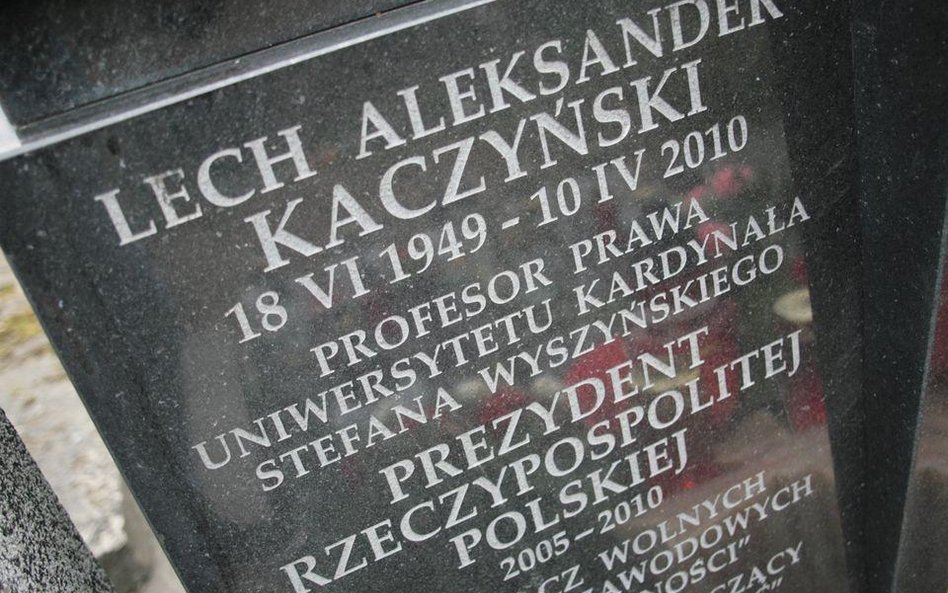 LECH ALEKSANDER
KACZYŃSKI
18 VI 1949 - 10 IV 2010
PROFESOR PRAWA
UNIWERSYTETU KARDYNAŁA
STEFANA WYSZYŃSKIEGO
PREZYDENT
RZECZYPOSPOLITEJ
POLSKIEJ
2005-2010
WOLNYCH